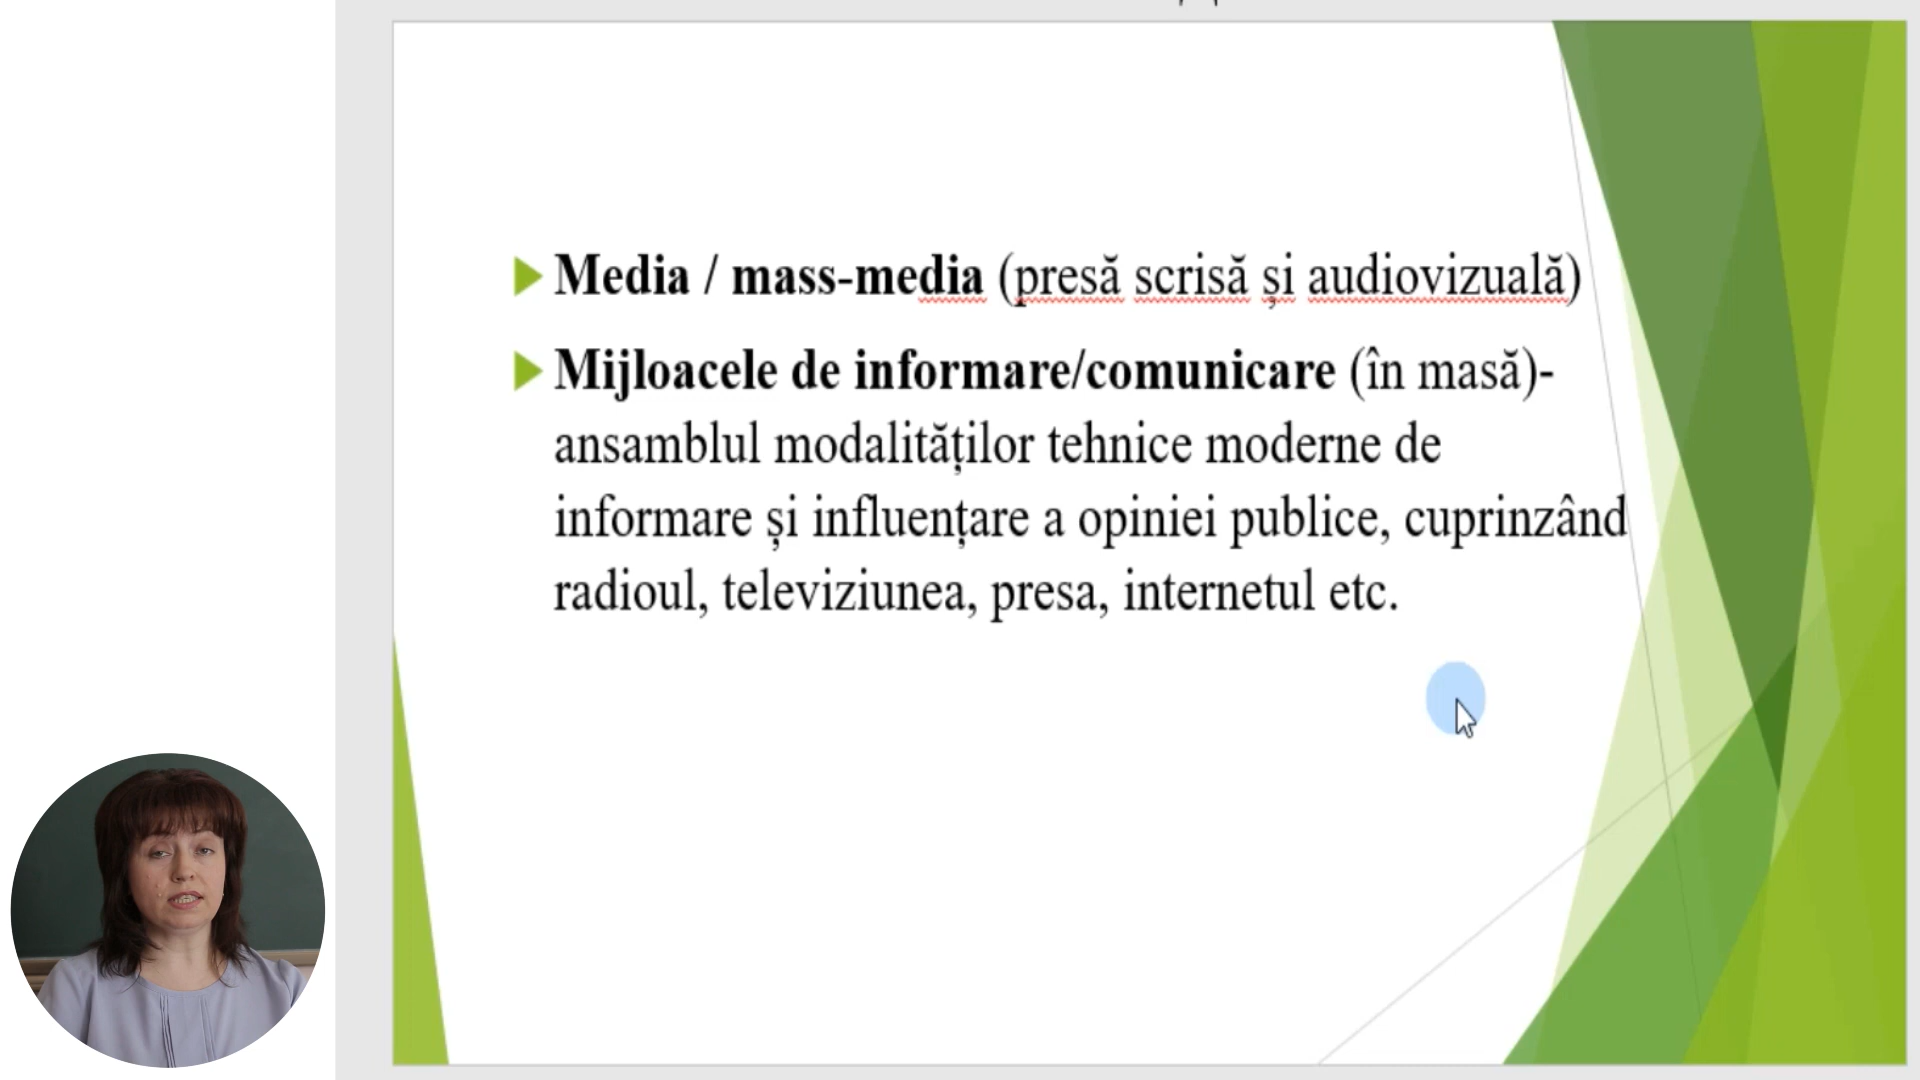 Media / mass-media (presă scrisă și audiovizuală)
Mijloacele de informare/comunicare (în masă)-
ansamblul modalităților tehnice moderne de
informare și influențare a opiniei publice, cuprinzând
radioul, televiziunea, presa, internetul etc.